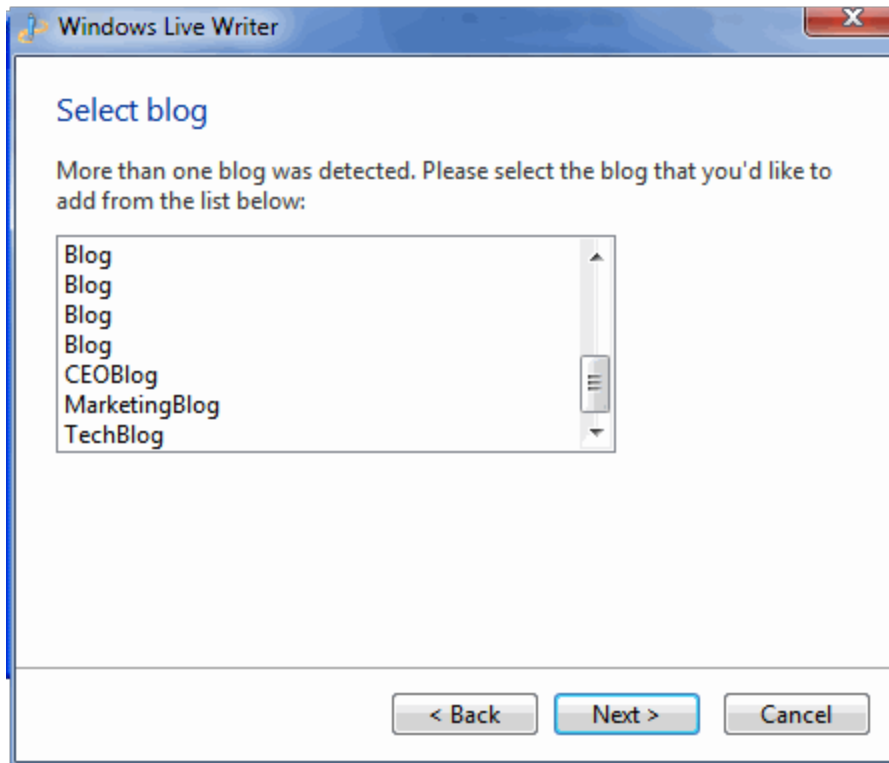 Windows Live Writer
Select blog
More than one blog was detected. Please select the blog that you'd like to
add from the list below:
Blog
Blog
Blog
Blog
CEOBlog
MarketingBlog
TechBlog
< Back Next > Cancel